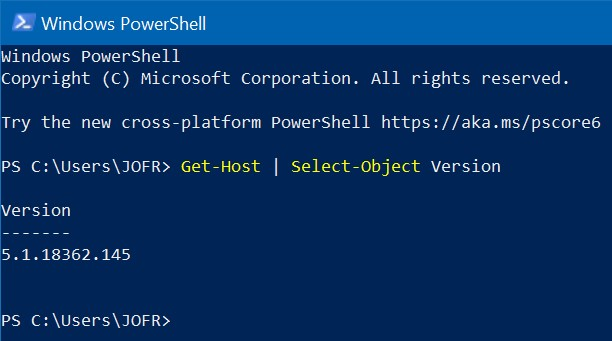 Windows PowerShell
Windows PowerShell
Copyright (C) Microsoft Corporation. All rights reserved.
Try the new cross-platform PowerShell https://aka.ms/pscore6
PS C:\Users\JOFR> Get-Host | Select-Object Version
Version
-------
5.1.18362.145
PS C:\Users\JOFR>